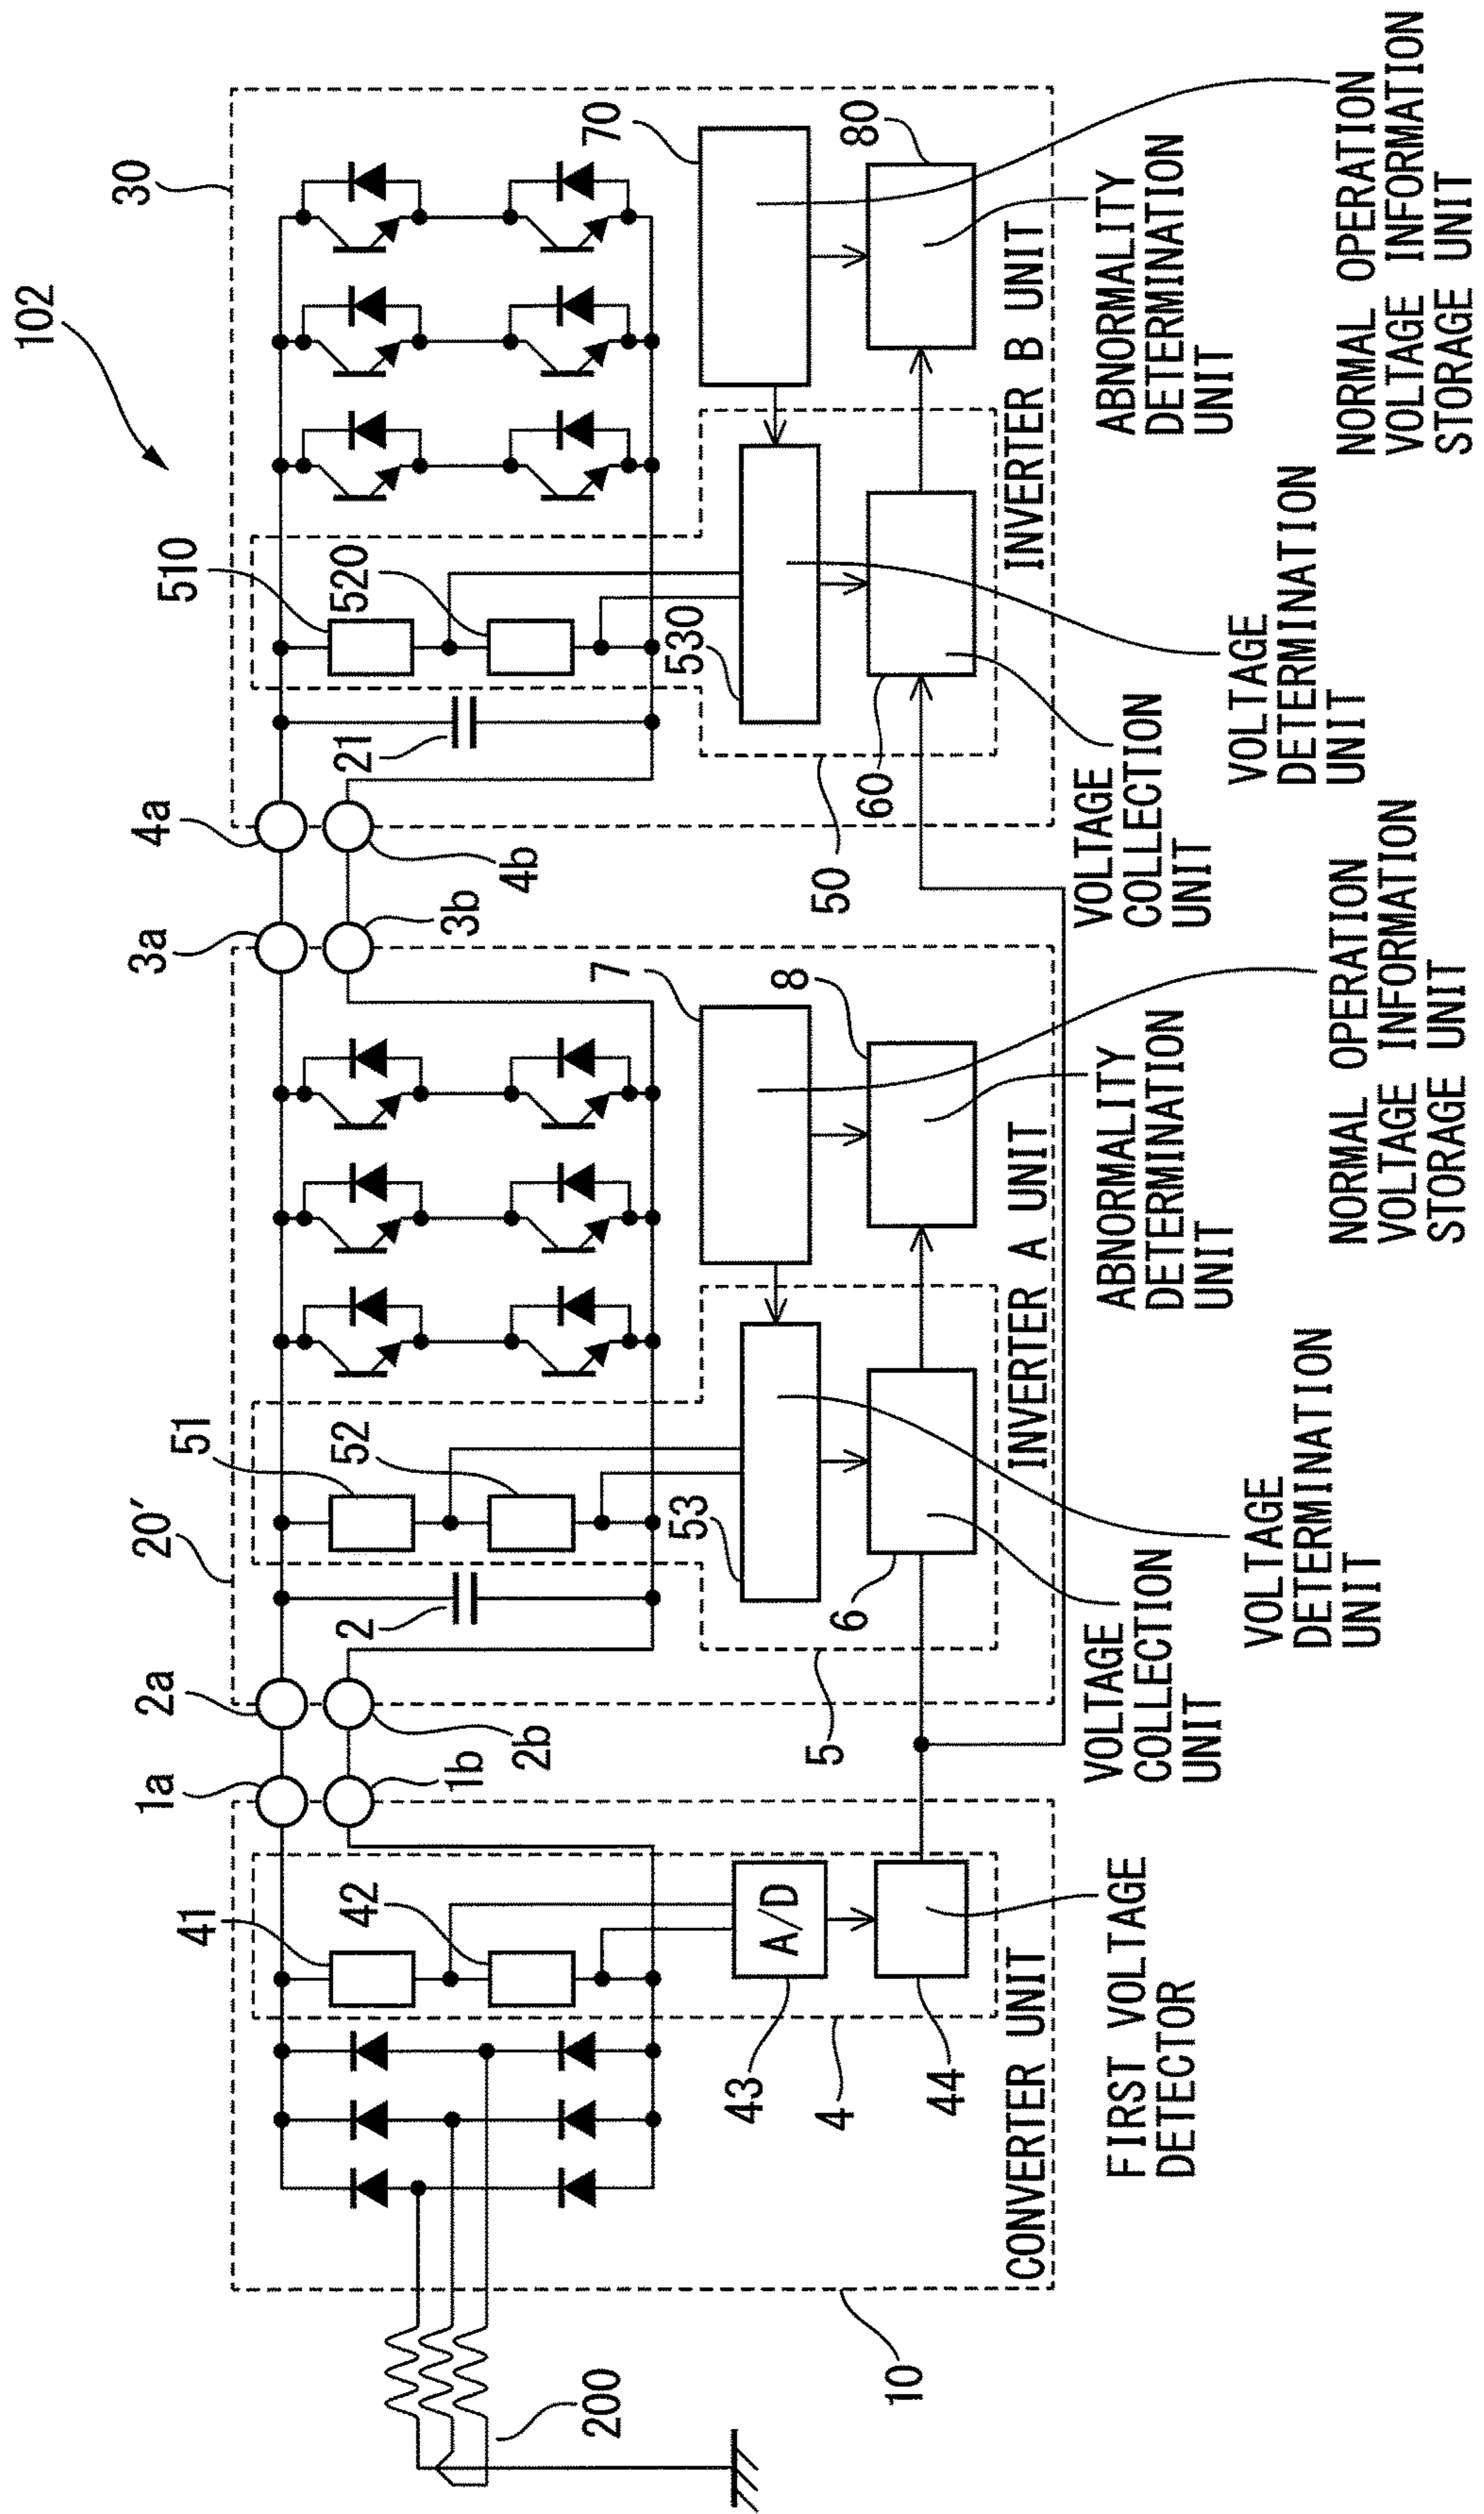 102
30
20′
4a
3a
2a
1a
510
520
51
52
41
42
4b
3b
2b
1b
21
2
70
80
7
8
530
53
60
6
50
5
A/D
43
4
44
200
10
INVERTER B UNIT
INVERTER A UNIT
CONVERTER UNIT
FIRST VOLTAGE
DETECTOR
VOLTAGE
COLLECTION
UNIT
VOLTAGE
DETERMINATION
UNIT
ABNORMALITY
DETERMINATION
UNIT
NORMAL OPERATION
VOLTAGE INFORMATION
STORAGE UNIT
VOLTAGE
COLLECTION
UNIT
VOLTAGE
DETERMINATION
UNIT
ABNORMALITY
DETERMINATION
UNIT
NORMAL OPERATION
VOLTAGE INFORMATION
STORAGE UNIT